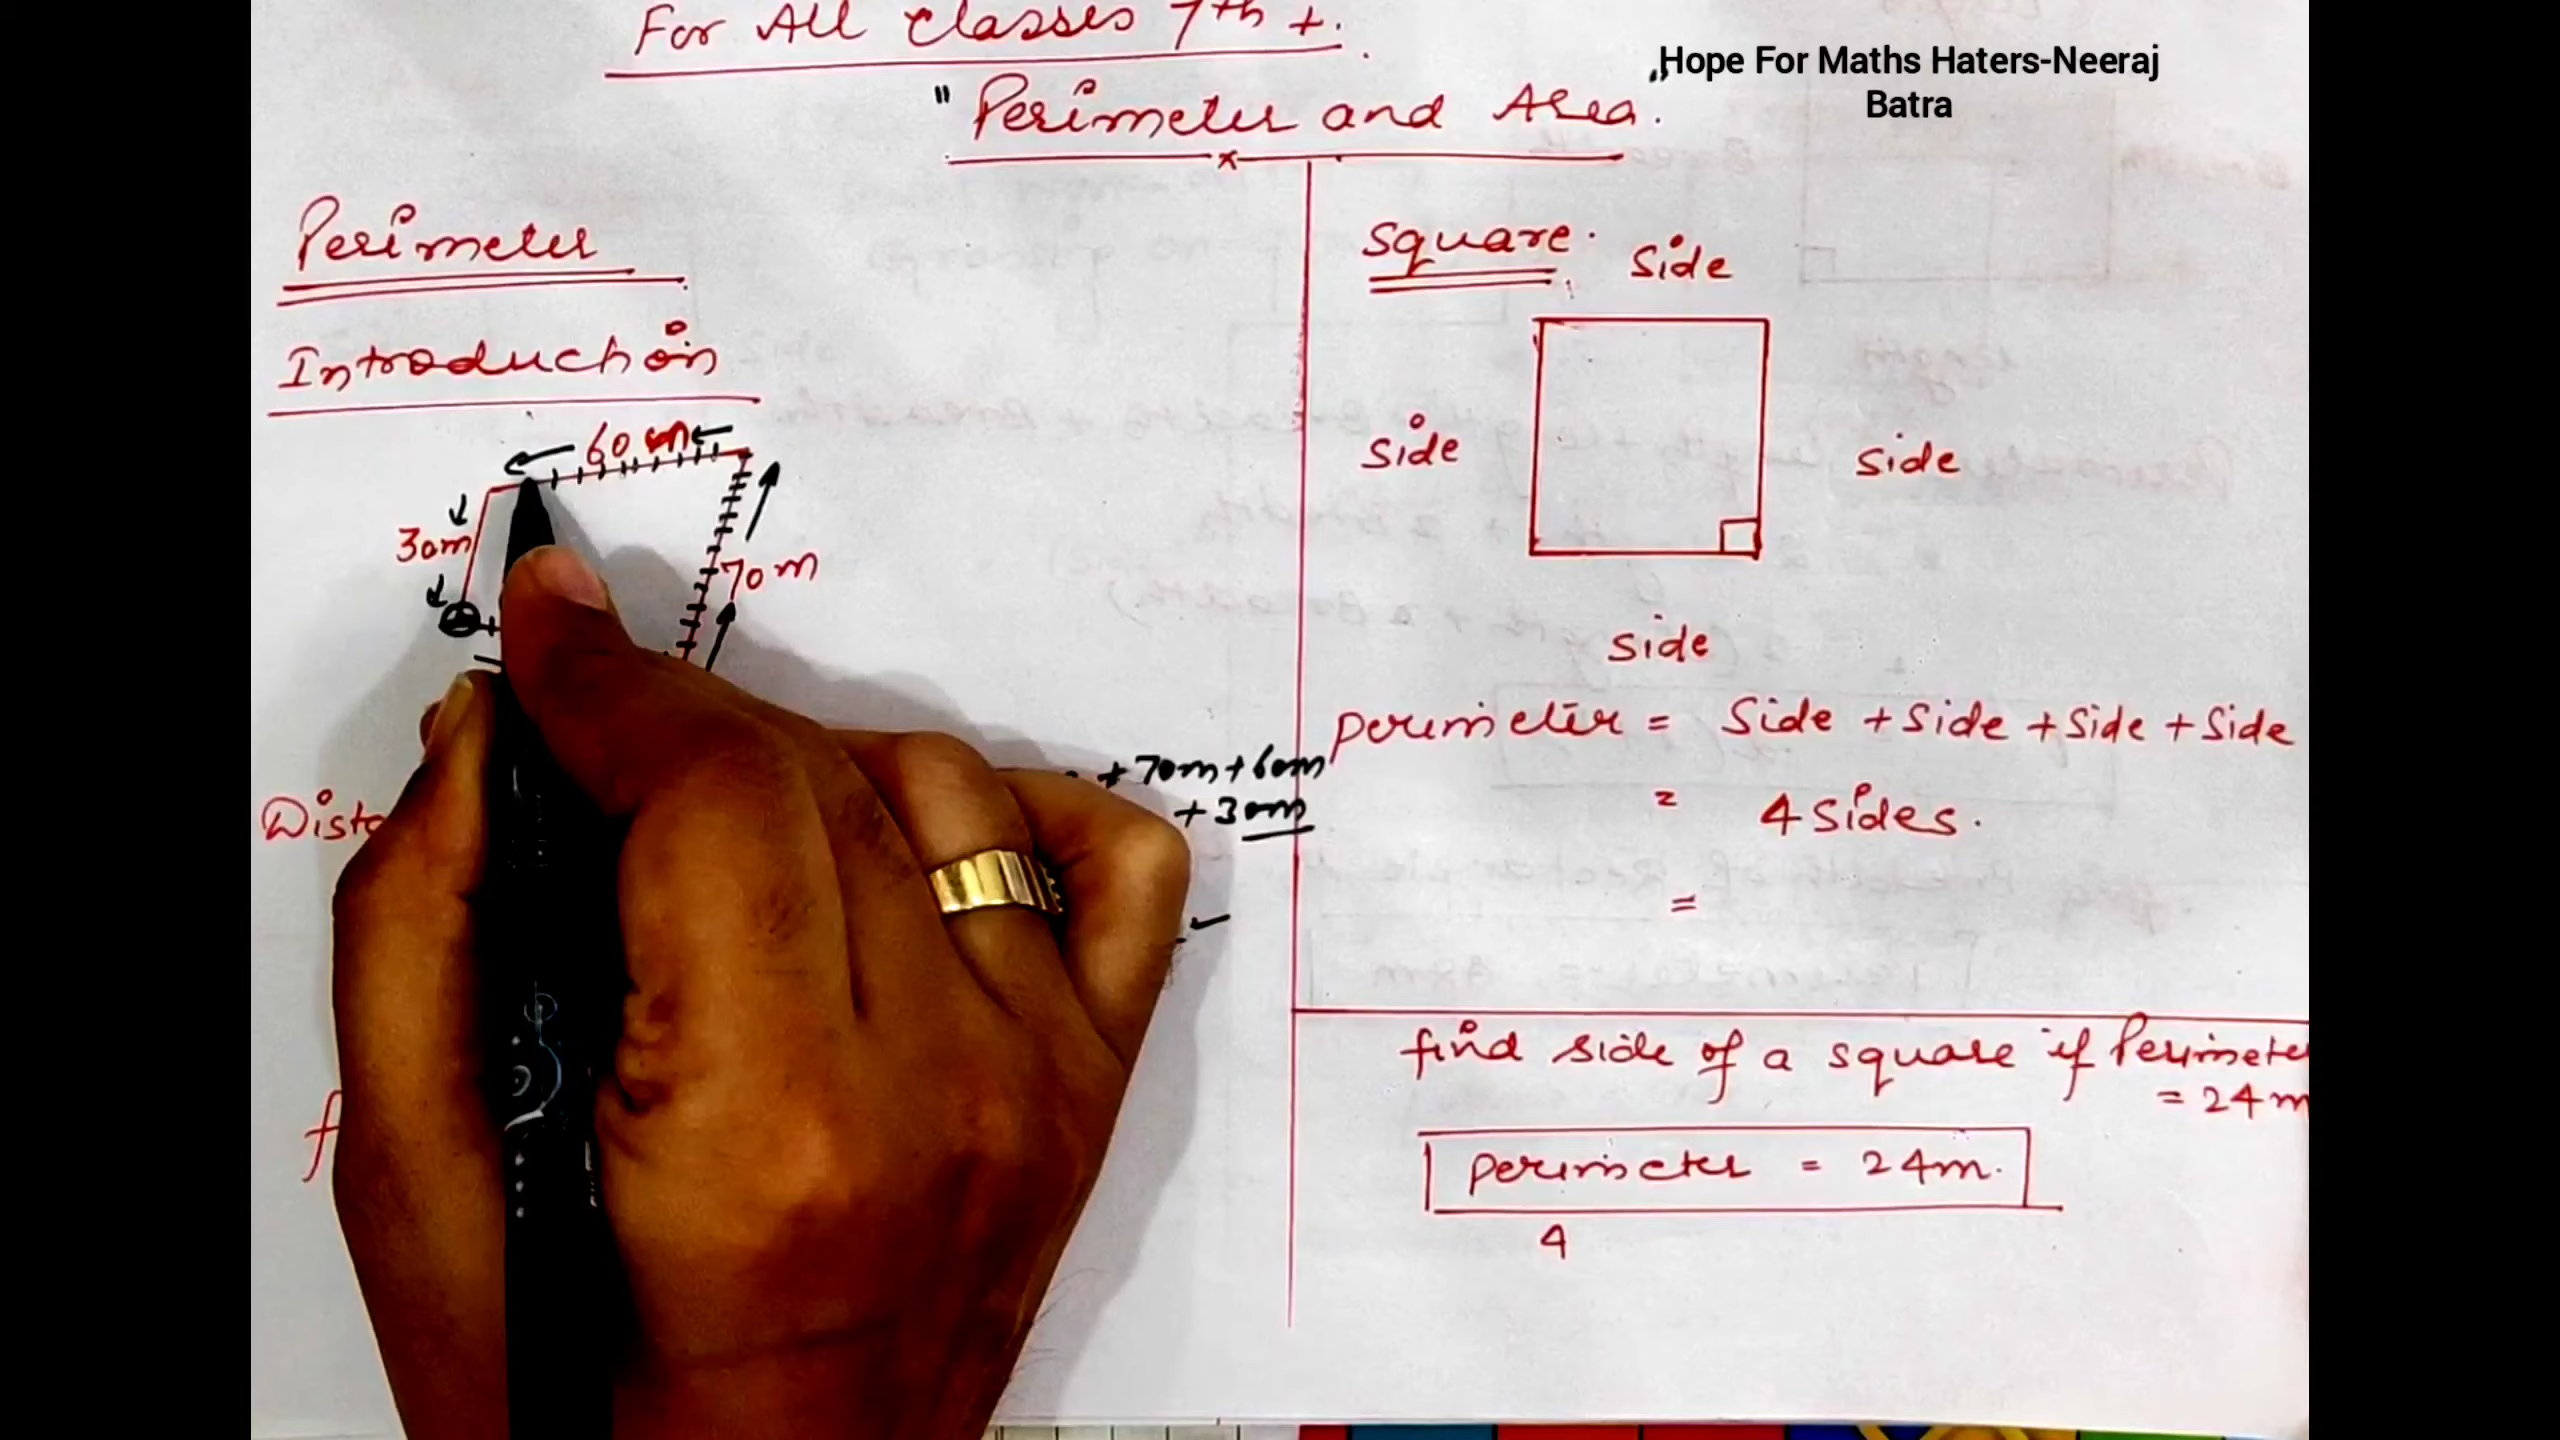 For All Classes 7th +.
Hope For Maths Haters-Neeraj
Batra
"Perimeter and Area."
Perimeter
Introduction
60 m
30m
70 m
+ 70m + 60m
+ 30m
Square.
Side
Side
Side
Side
Perimeter = Side + Side + Side + Side
= 4 Sides.
=
find side of a square if Perimeter
= 24m
Perimeter = 24m.
4